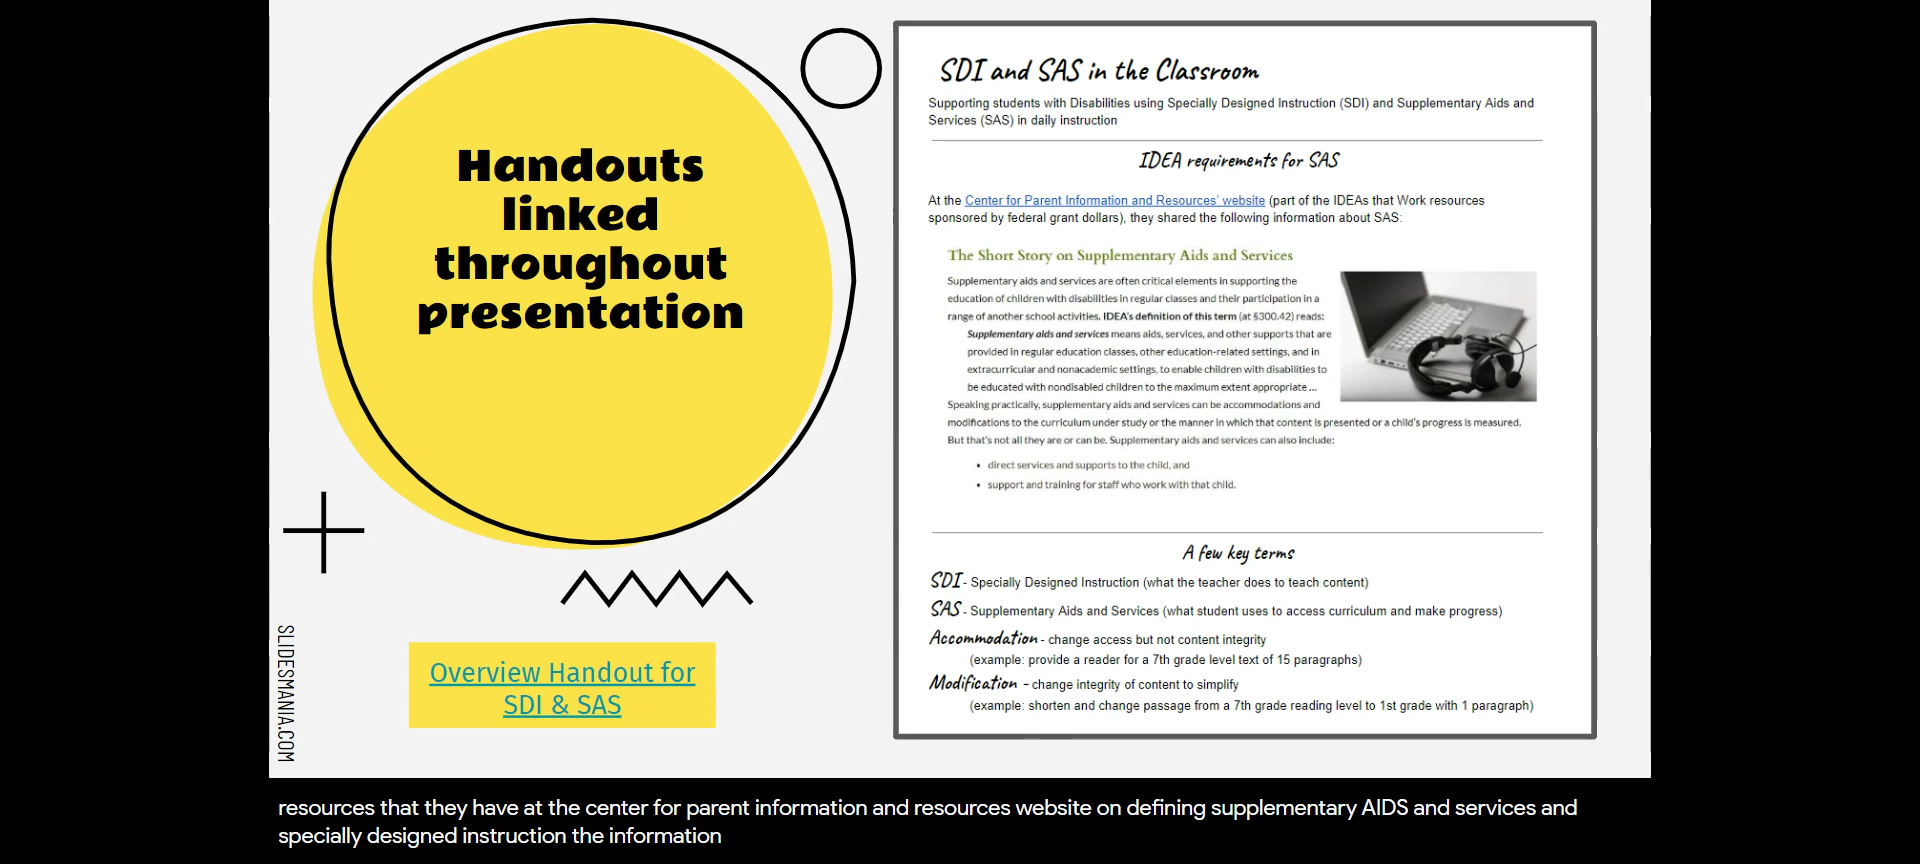 Handouts
linked
throughout
presentation
Overview Handout for
SDI & SAS
SLIDESMANIA.COM
SDI and SAS in the Classroom
Supporting students with Disabilities using Specially Designed Instruction (SDI) and Supplementary Aids and
Services (SAS) in daily instruction
IDEA requirements for SAS
At the Center for Parent Information and Resources' website (part of the IDEAs that Work resources
sponsored by federal grant dollars), they shared the following information about SAS:
The Short Story on Supplementary Aids and Services
Supplementary aids and services are often critical elements in supporting the
education of children with disabilities in regular classes and their participation in a
range of another school activities. IDEA's definition of this term (at §300.42) reads:
Supplementary aids and services means aids, services, and other supports that are
provided in regular education classes, other education-related settings, and in
extracurricular and nonacademic settings, to enable children with disabilities to
be educated with nondisabled children to the maximum extent appropriate ...
Speaking practically, supplementary aids and services can be accommodations and
modifications to the curriculum under study or the manner in which that content is presented or a child's progress is measured.
But that's not all they are or can be. Supplementary aids and services can also include:
• direct services and supports to the child, and
• support and training for staff who work with that child.
A few key terms
SDI - Specially Designed Instruction (what the teacher does to teach content)
SAS - Supplementary Aids and Services (what student uses to access curriculum and make progress)
Accommodation - change access but not content integrity
(example: provide a reader for a 7th grade level text of 15 paragraphs)
Modification - change integrity of content to simplify
(example: shorten and change passage from a 7th grade reading level to 1st grade with 1 paragraph)
resources that they have at the center for parent information and resources website on defining supplementary AIDS and services and
specially designed instruction the information